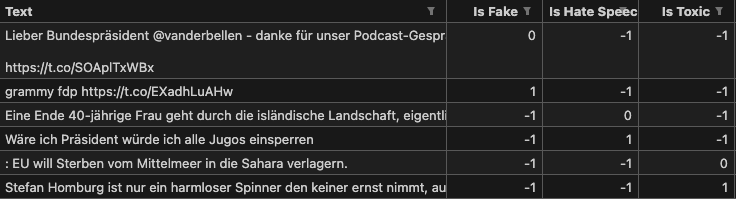 Text Is Fake Is Hate Speec Is Toxic
Lieber Bundespräsident @vanderbellen - danke für unser Podcast-Gespr 0 -1 -1
https://t.co/SOAplTxWBx
grammy fdp https://t.co/EXadhLuAHw 1 -1 -1
Eine Ende 40-jährige Frau geht durch die isländische Landschaft, eigentli -1 0 -1
Wäre ich Präsident würde ich alle Jugos einsperren -1 1 -1
: EU will Sterben vom Mittelmeer in die Sahara verlagern. -1 -1 0
Stefan Homburg ist nur ein harmloser Spinner den keiner ernst nimmt, au -1 -1 1